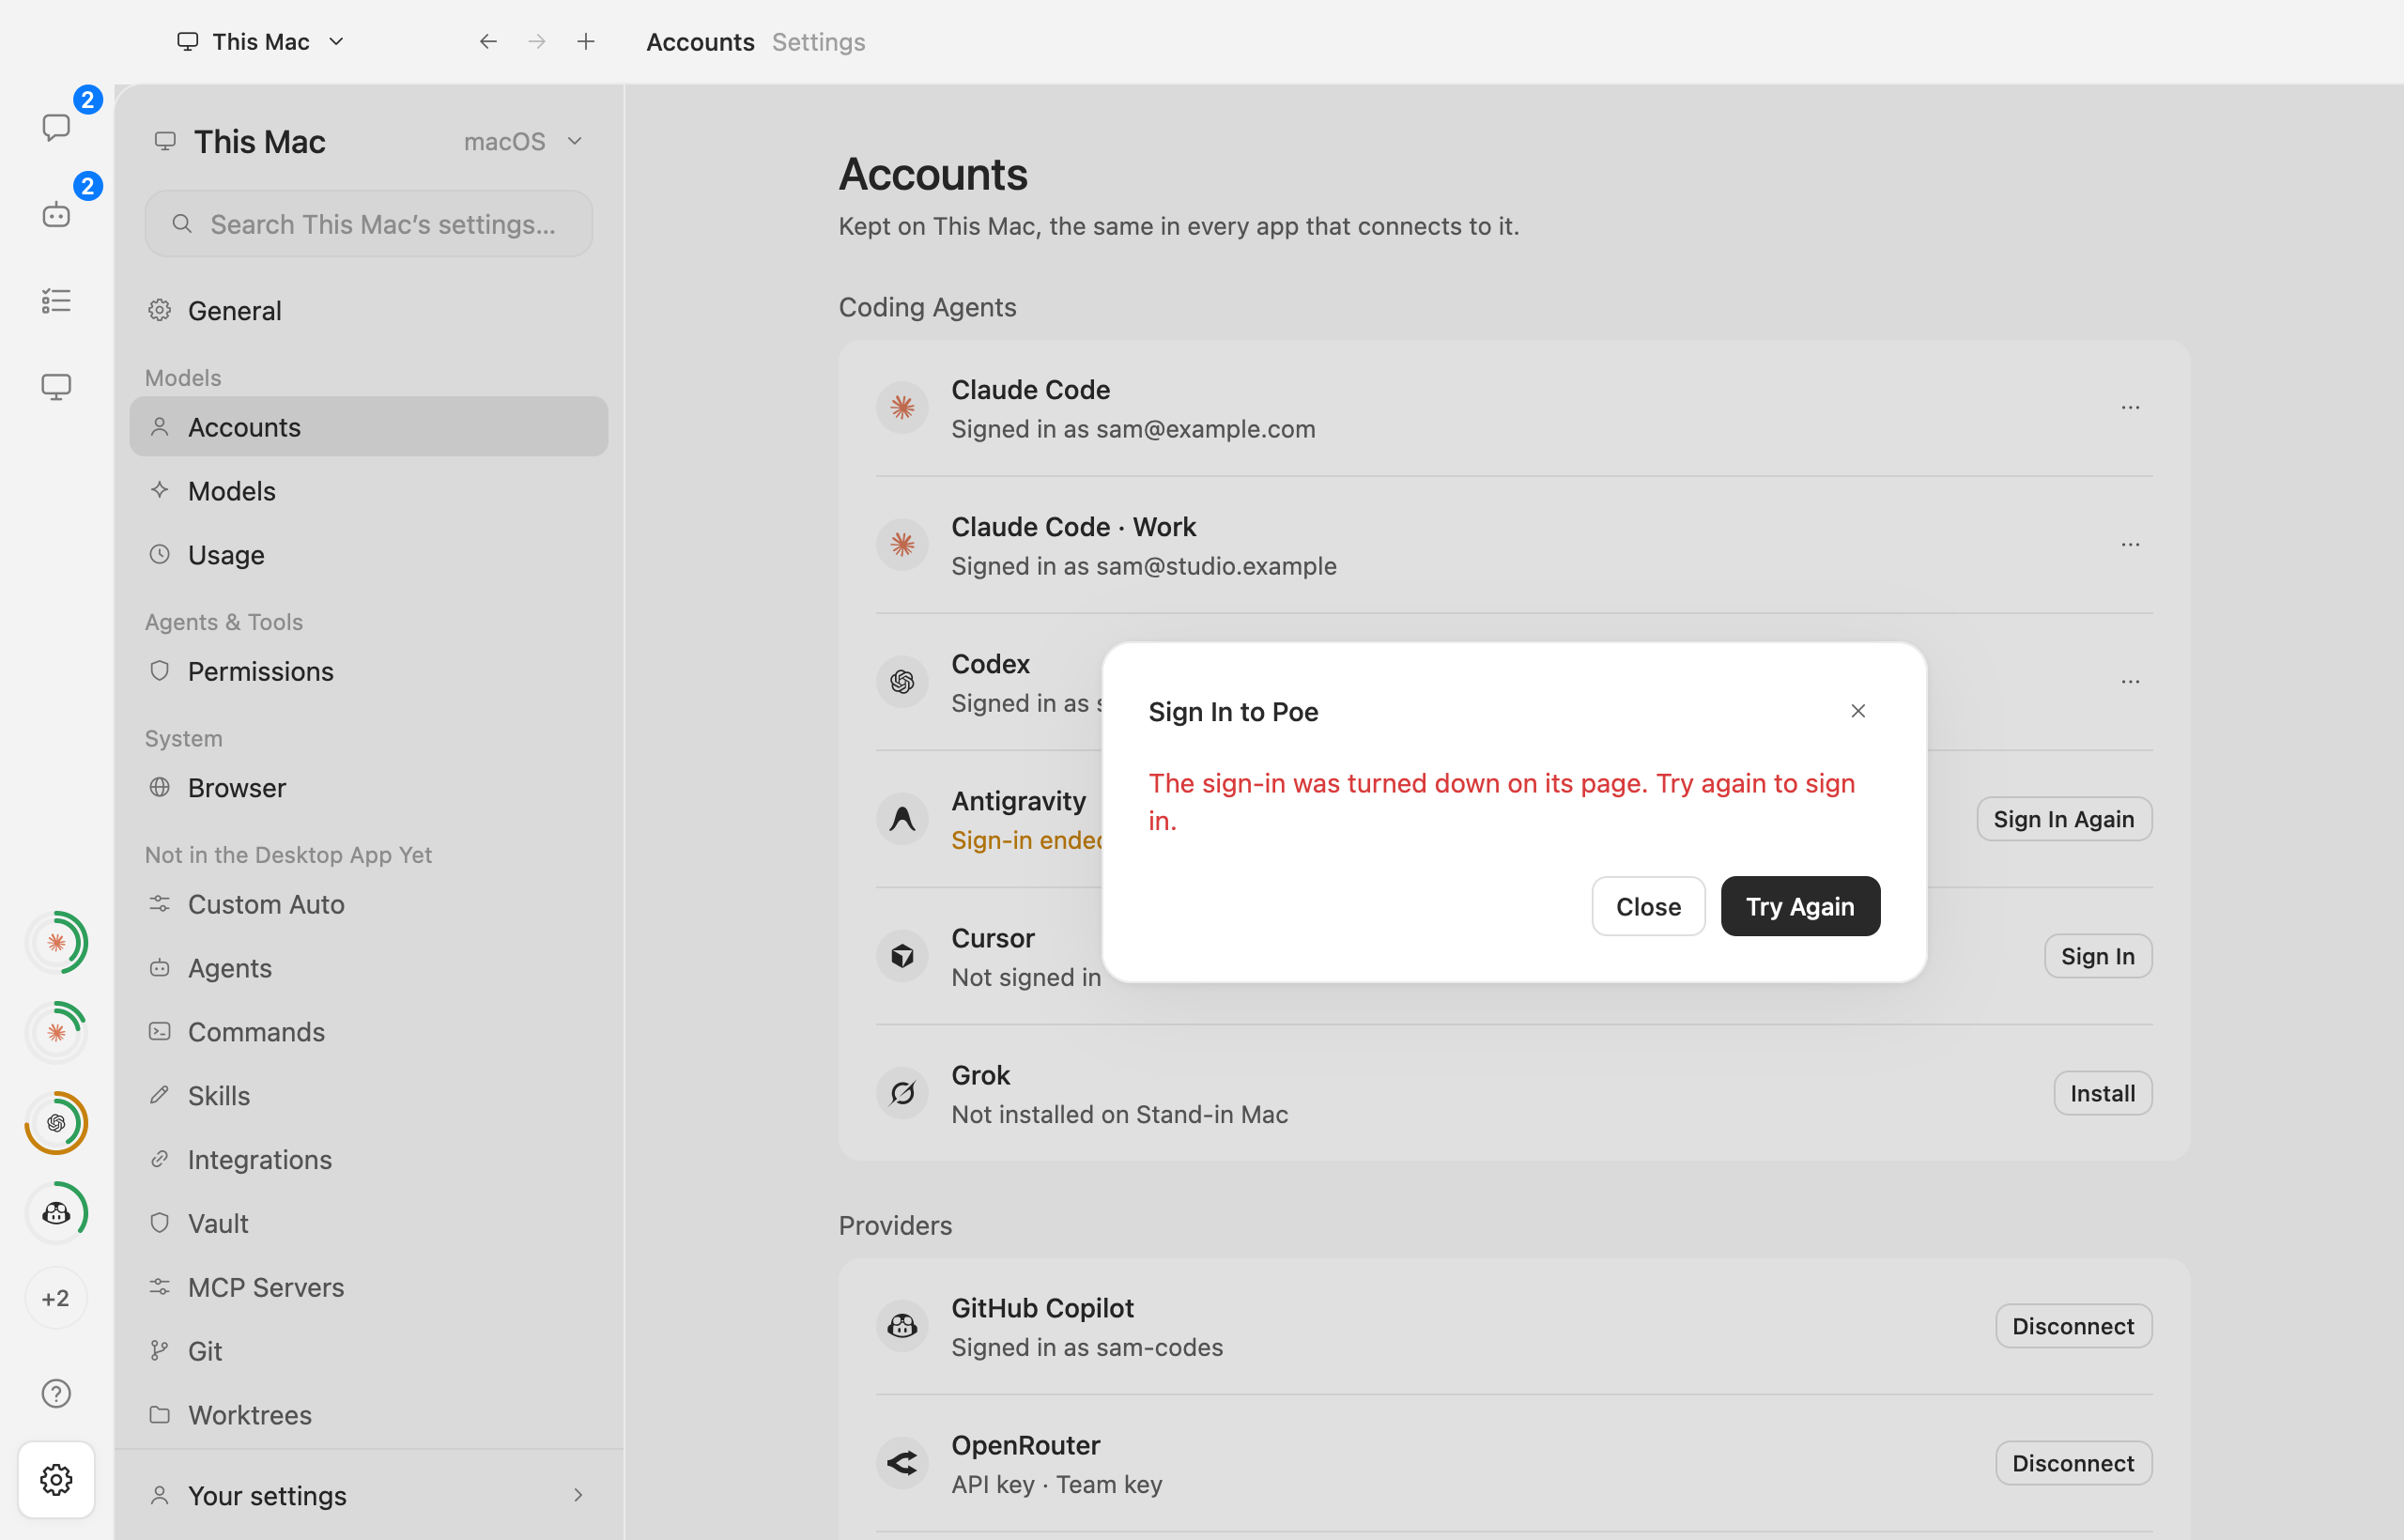 This Mac
Accounts Settings
2
2
This Mac macOS
Search This Mac's settings...
General
Models
Accounts
Models
Usage
Agents & Tools
Permissions
System
Browser
Not in the Desktop App Yet
Custom Auto
Agents
Commands
Skills
Integrations
Vault
MCP Servers
Git
Worktrees
Your settings
+2
Accounts
Kept on This Mac, the same in every app that connects to it.
Coding Agents
Claude Code
Signed in as sam@example.com
Claude Code · Work
Signed in as sam@studio.example
Codex
Signed in as
Antigravity
Sign-in ended
Sign In Again
Cursor
Not signed in
Sign In
Grok
Not installed on Stand-in Mac
Install
Providers
GitHub Copilot
Signed in as sam-codes
Disconnect
OpenRouter
API key · Team key
Disconnect
Sign In to Poe
The sign-in was turned down on its page. Try again to sign
in.
Close
Try Again